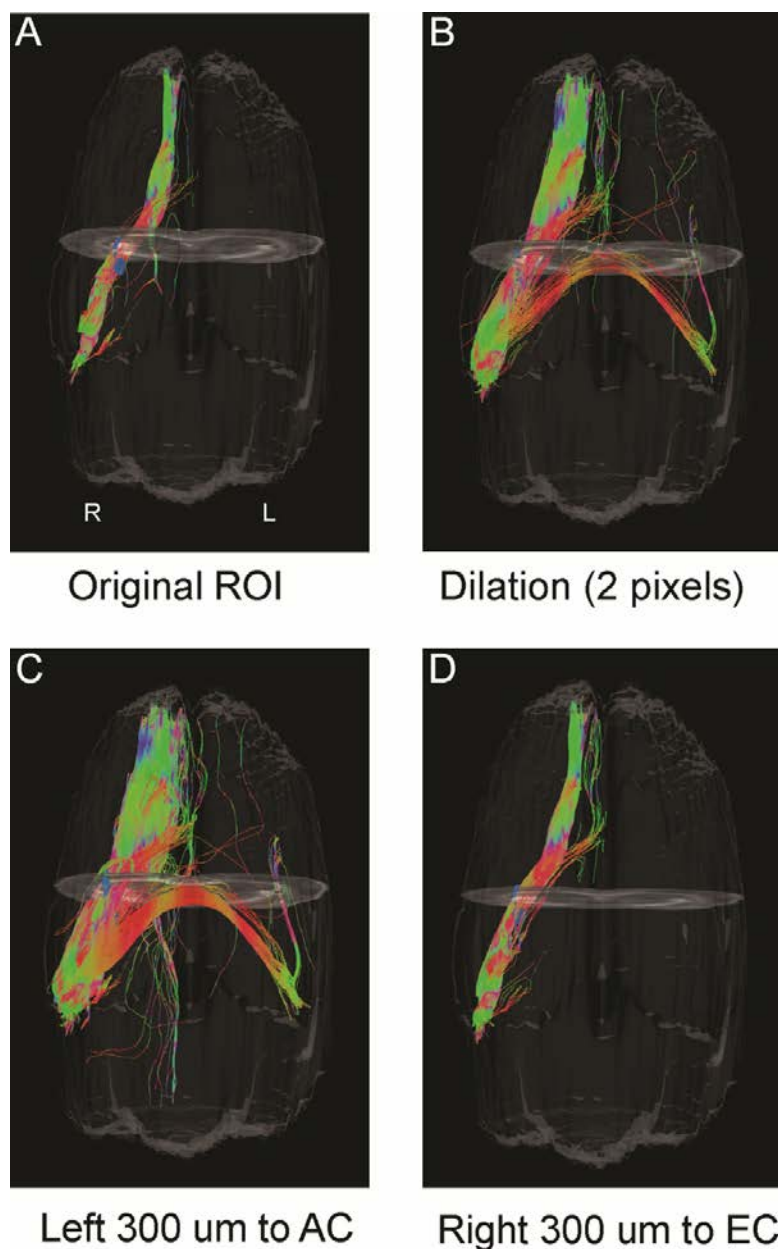 A
B
R
L
Original ROI
Dilation (2 pixels)
C
D
Left 300 um to AC
Right 300 um to EC